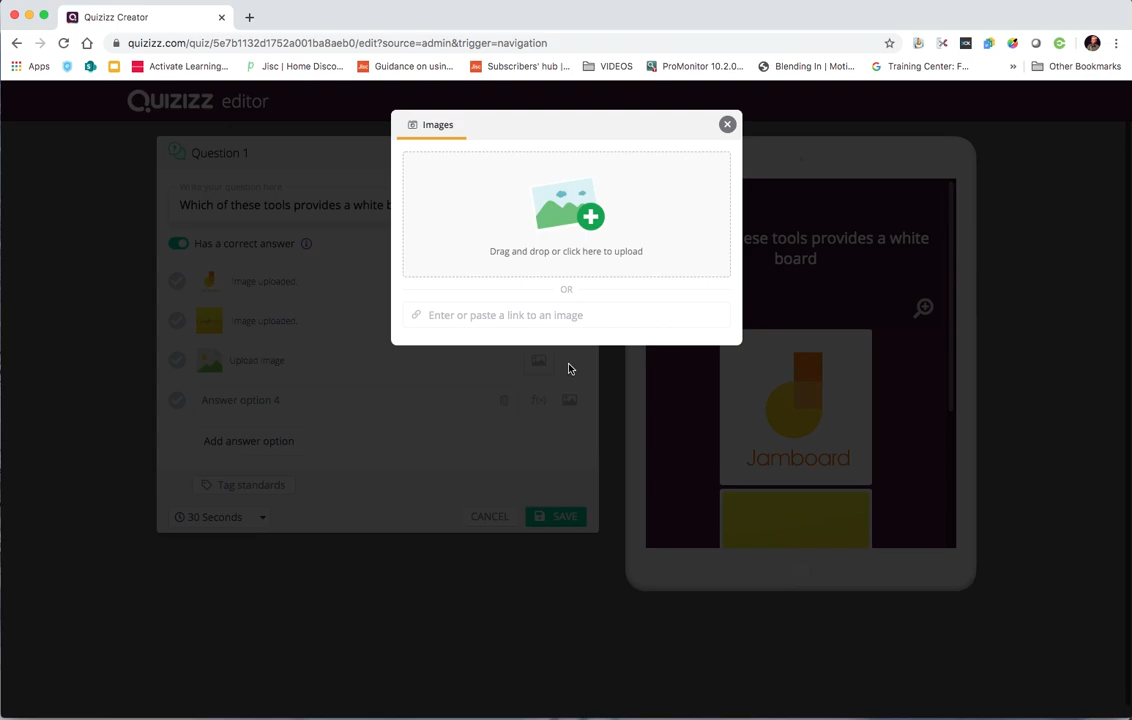 Quizizz Creator
quizizz.com/quiz/5e7b1132d1752a001ba8aeb0/edit?source=admin&trigger=navigation
Apps
Activate Learning...
Jisc | Home Disco...
Guidance on using...
Subscribers' hub |...
VIDEOS
ProMonitor 10.2.0...
Blending In | Moti...
Training Center: F...
»
Other Bookmarks
QUIZIZZ editor
Images
Question 1
Write your question here
Which of these tools provides a white b
Has a correct answer
Image uploaded.
Image uploaded.
Upload image
Answer option 4
f(x)
Add answer option
Tag standards
30 Seconds
CANCEL
SAVE
Drag and drop or click here to upload
OR
Enter or paste a link to an image
ese tools provides a white
board
Jamboard